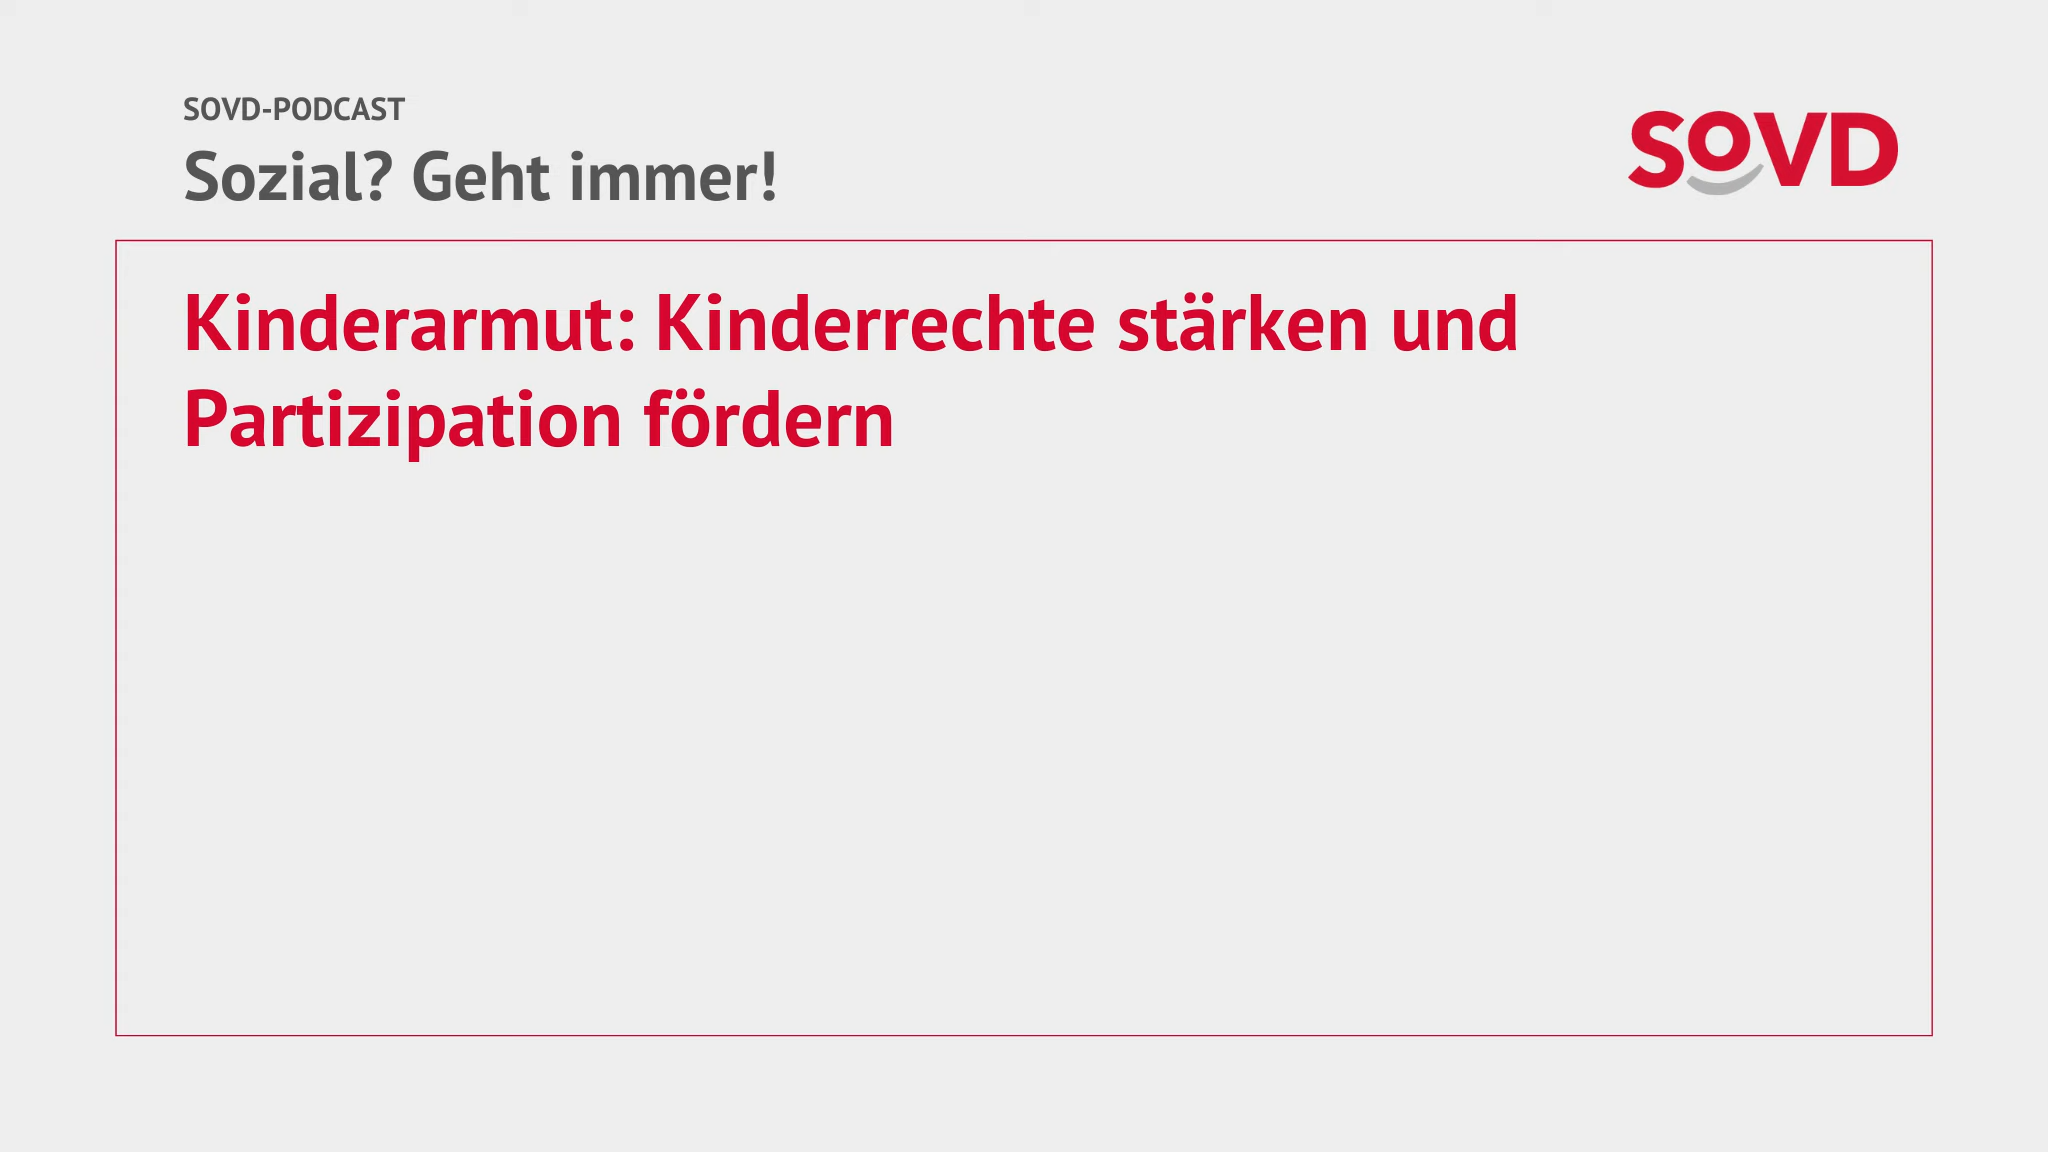 SOVD-PODCAST
Sozial? Geht immer!
SoVD
Kinderarmut: Kinderrechte stärken und
Partizipation fördern